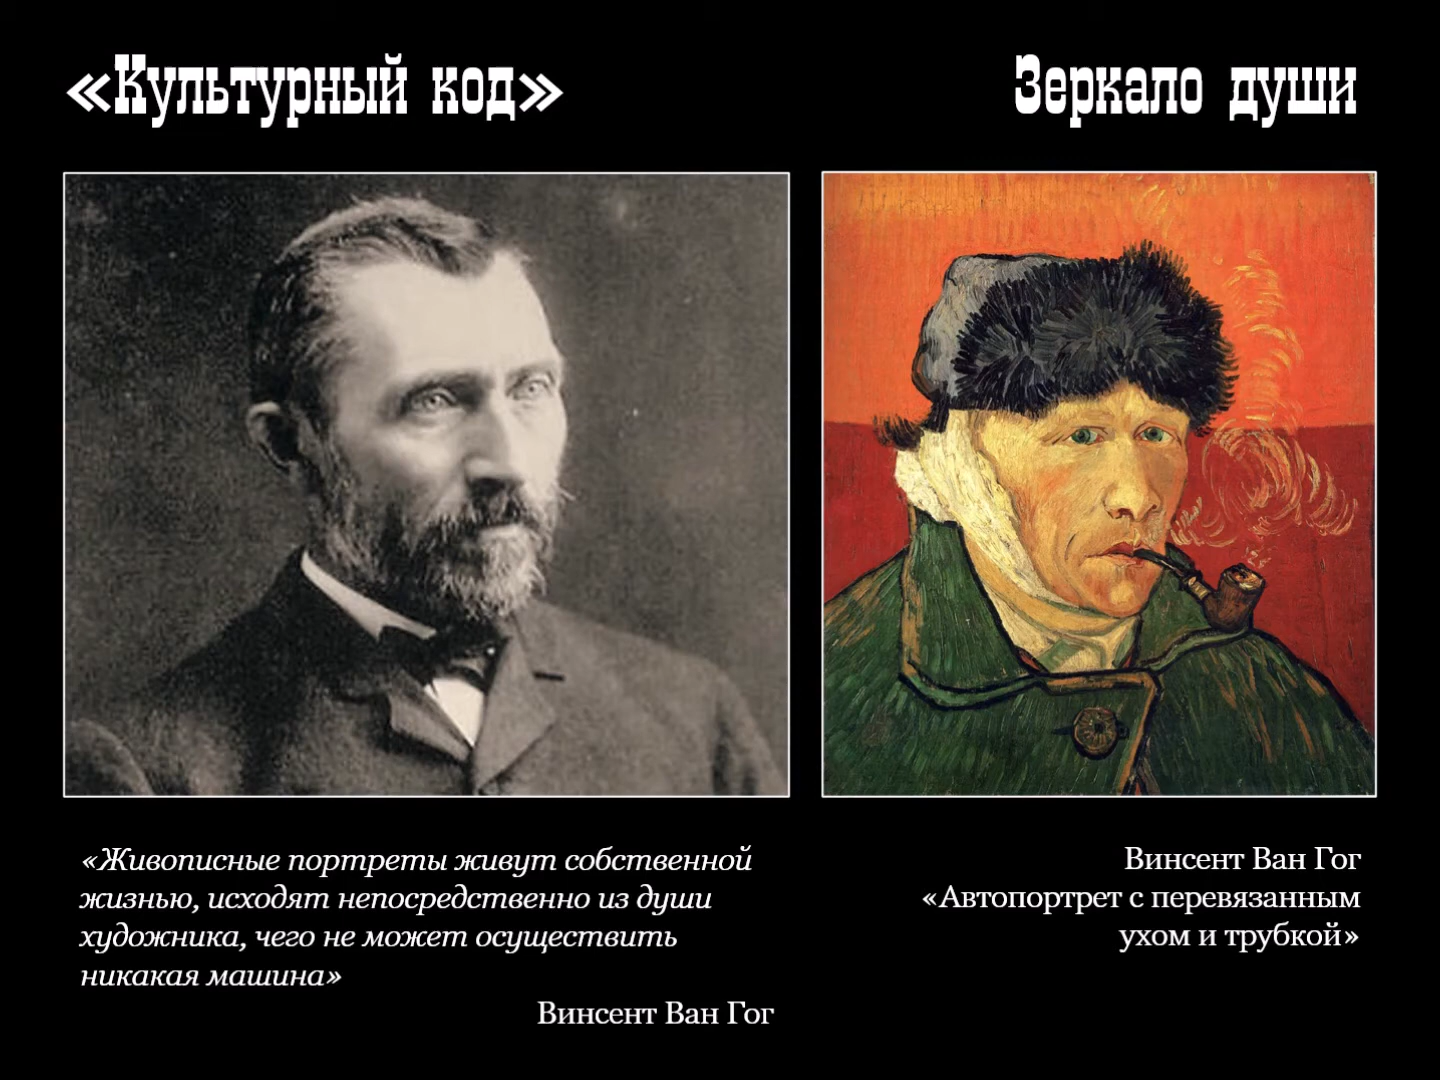 «Культурный код»
Зеркало души
«Живописные портреты живут собственной
жизнью, исходят непосредственно из души
художника, чего не может осуществить
никакая машина»
Винсент Ван Гог
Винсент Ван Гог
«Автопортрет с перевязанным
ухом и трубкой»